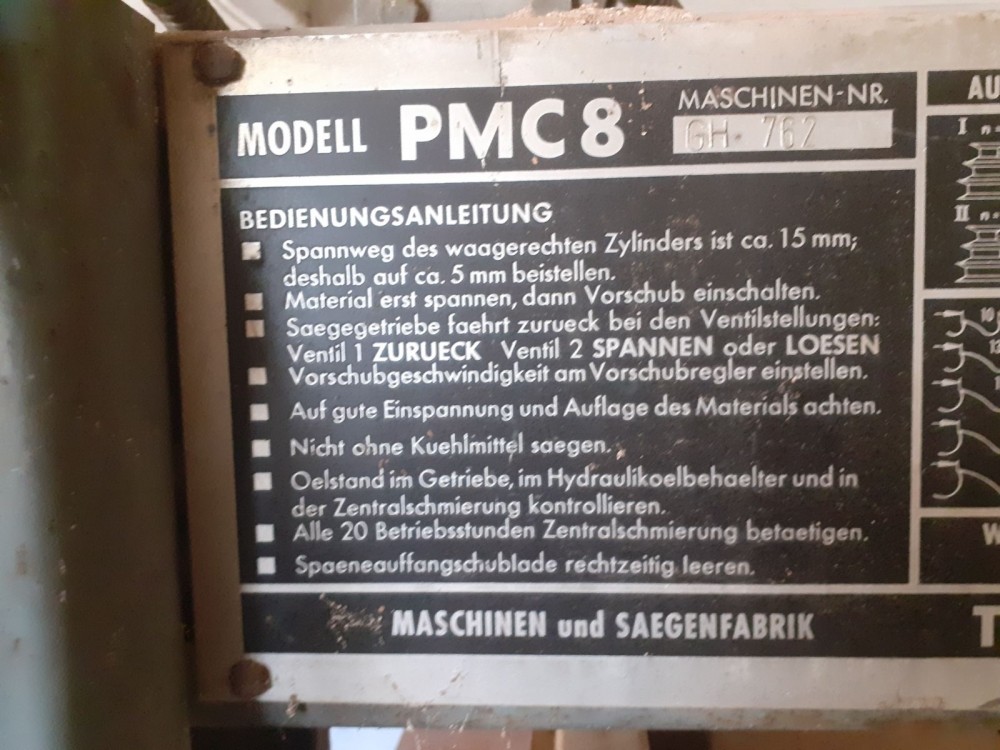 MODELL PMC 8
MASCHINEN-NR.
GH- 762
BEDIENUNGSANLEITUNG
Spannweg des waagerechten Zylinders ist ca. 15 mm;
deshalb auf ca. 5 mm beistellen.
Material erst spannen, dann Vorschub einschalten.
Saegegetriebe faehrt zurueck bei den Ventilstellungen:
Ventil 1 ZURUECK Ventil 2 SPANNEN oder LOESEN
Vorschubgeschwindigkeit am Vorschubregler einstellen.
Auf gute Einspannung und Auflage des Materials achten.
Nicht ohne Kuehlmittel saegen.
Oelstand im Getriebe, im Hydraulikoelbehaelter und in
der Zentralschmierung kontrollieren.
Alle 20 Betriebsstunden Zentralschmierung betaetigen.
Spaeneauffangschublade rechtzeitig leeren.
MASCHINEN und SAEGENFABRIK
AU
I
II
10